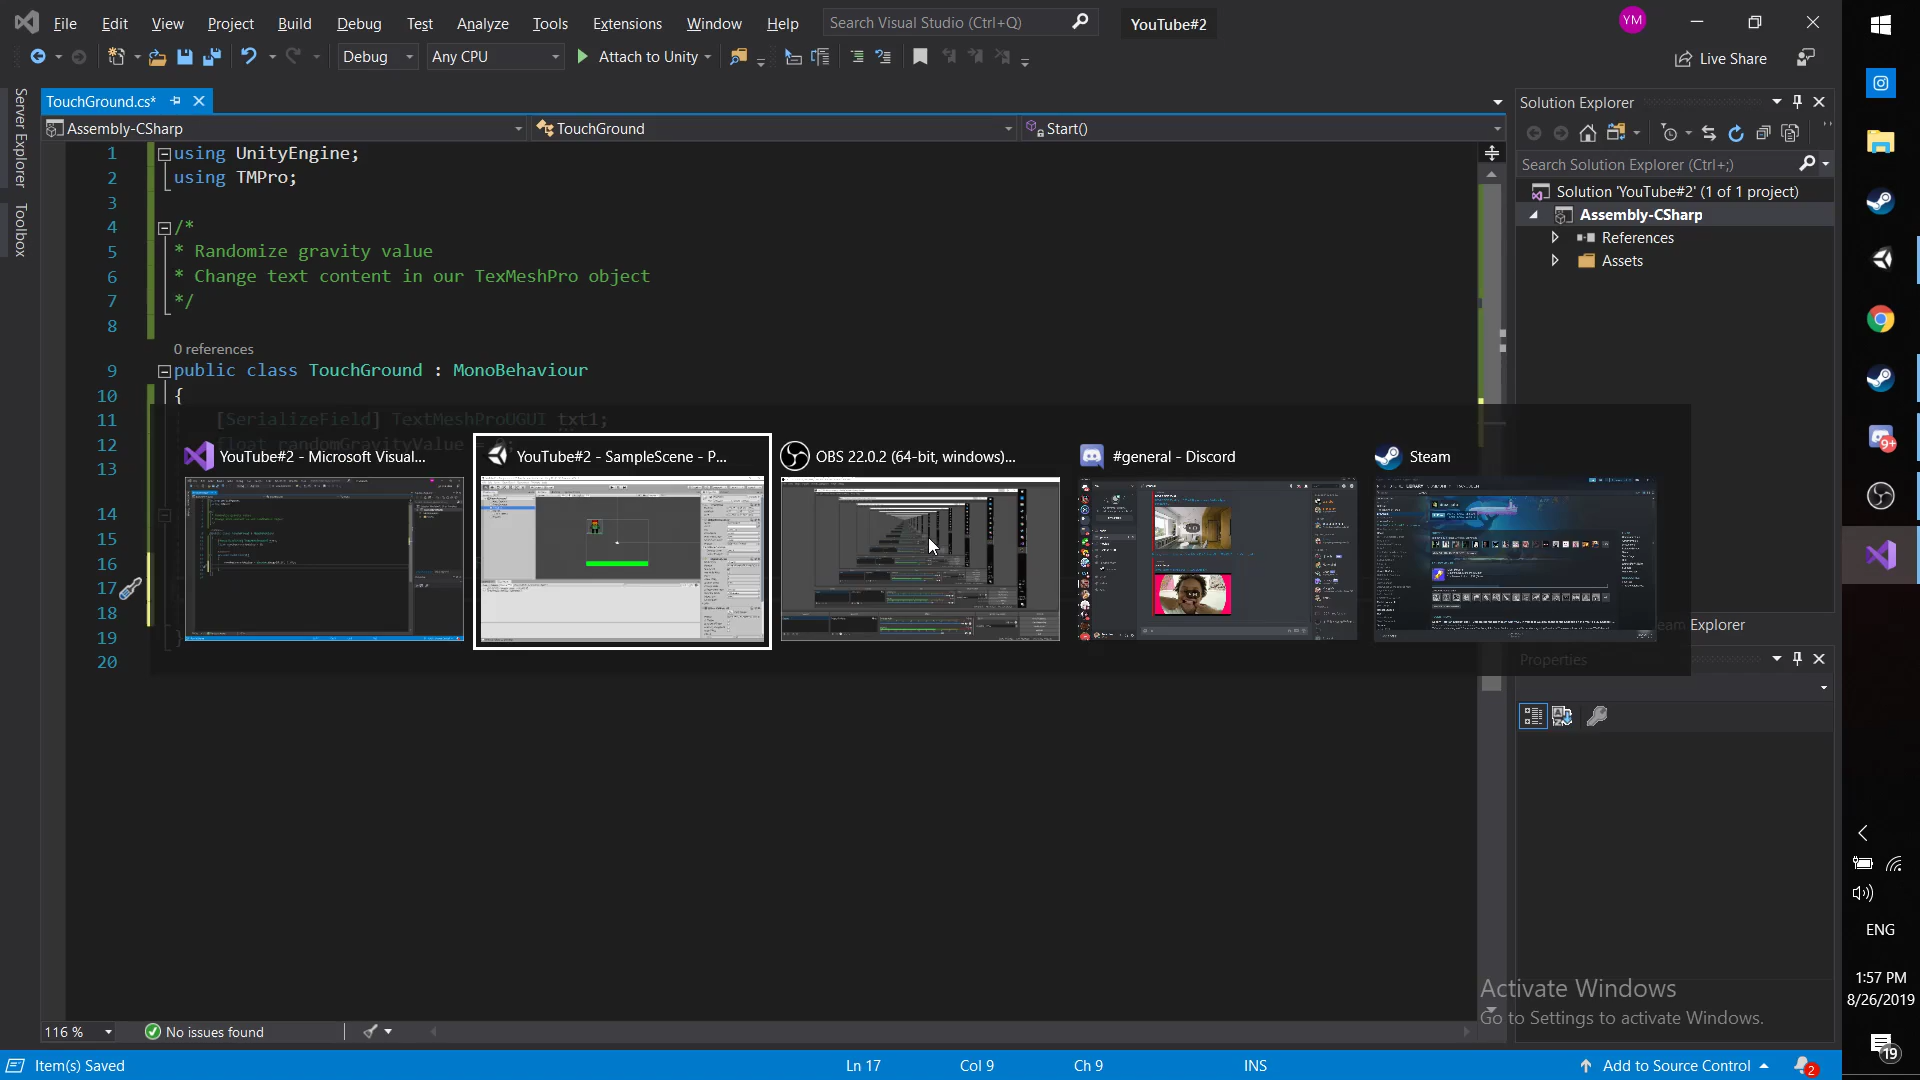 File Edit View Project Build Debug Test Analyze Tools Extensions Window Help
Search Visual Studio (Ctrl+Q)
YouTube#2
YM
Debug
Any CPU
Attach to Unity
Live Share
Server Explorer
Toolbox
TouchGround.cs*
Assembly-CSharp
TouchGround
Start()
1 using UnityEngine;
2 using TMPro;
3
4 /*
5 * Randomize gravity value
6 * Change text content in our TexMeshPro object
7 */
8
0 references
9 public class TouchGround : MonoBehaviour
10 {
11 [SerializeField] TextMeshProUGUI txt1;
12 float randomGravityValue = 0;
13
14
15
16
17
18
19 }
20
YouTube#2 - Microsoft Visual...
YouTube#2 - SampleScene - P...
OBS 22.0.2 (64-bit, windows)...
#general - Discord
Steam
Solution Explorer
Search Solution Explorer (Ctrl+;)
Solution 'YouTube#2' (1 of 1 project)
Assembly-CSharp
References
Assets
Explorer
Properties
116 %
No issues found
Activate Windows
Go to Settings to activate Windows.
Item(s) Saved
Ln 17
Col 9
Ch 9
INS
Add to Source Control
2
9+
ENG
1:57 PM
8/26/2019
19